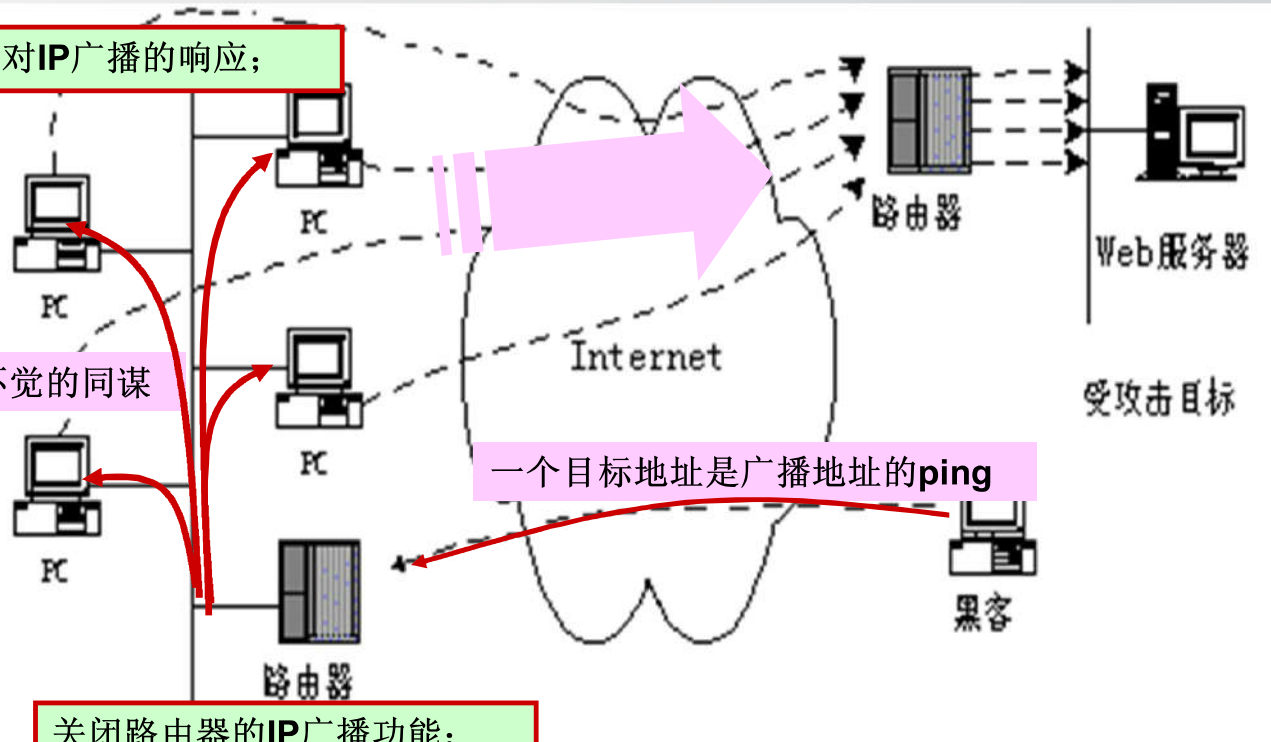 对IP广播的响应；
PC
路由器
Web服务器
PC
觉的同谋
Internet
受攻击目标
PC
一个目标地址是广播地址的ping
PC
黑客
路由器
关闭路由器的IP广播功能；